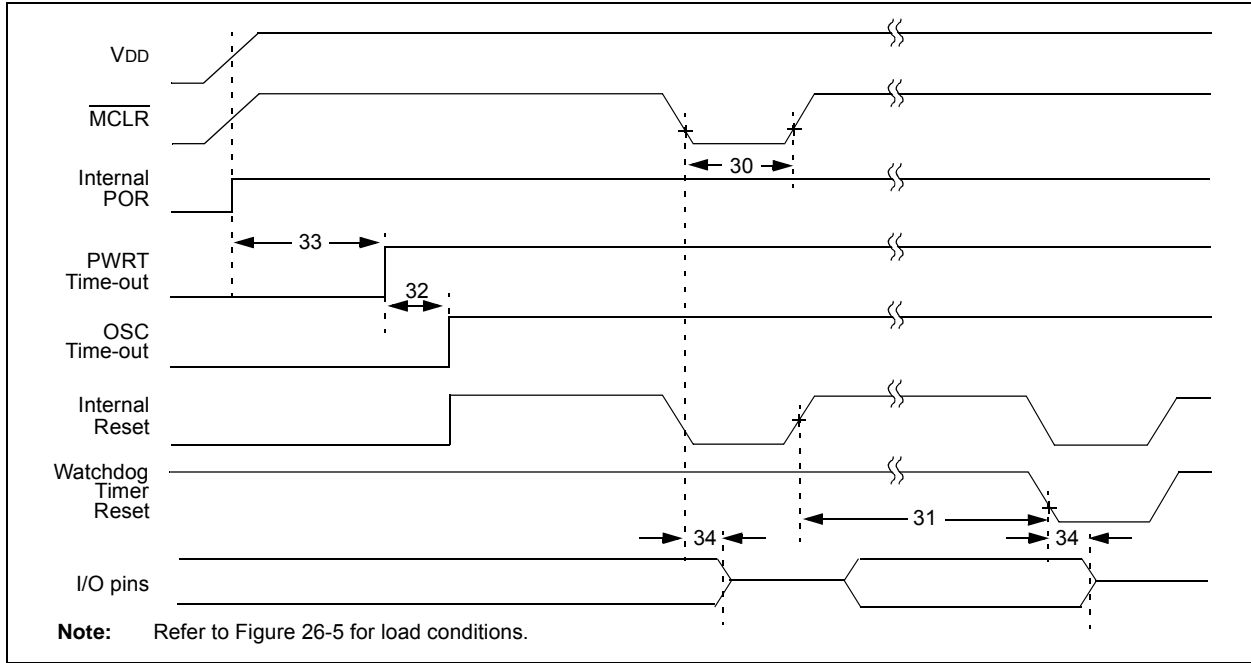 VDD
MCLR
30
Internal
POR
33
PWRT
Time-out
32
OSC
Time-out
Internal
Reset
Watchdog
Timer
Reset
31
34
34
I/O pins
Note: Refer to Figure 26-5 for load conditions.